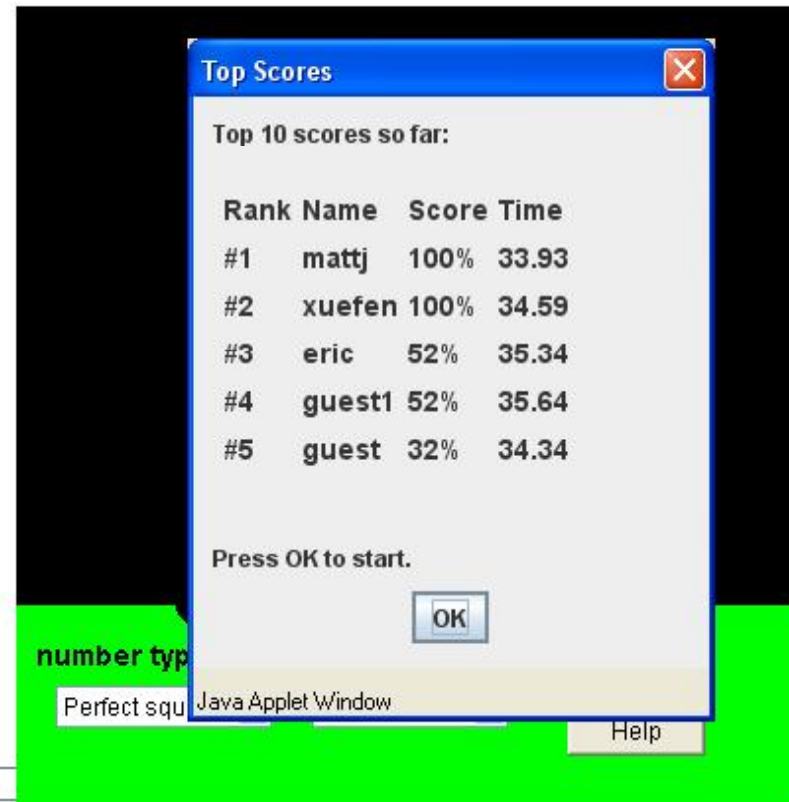 Top Scores
Top 10 scores so far:
Rank Name Score Time
#1 mattj 100% 33.93
#2 xuefen 100% 34.59
#3 eric 52% 35.34
#4 guest1 52% 35.64
#5 guest 32% 34.34
Press OK to start.
OK
number typ
Java Applet Window
Perfect squ
Help